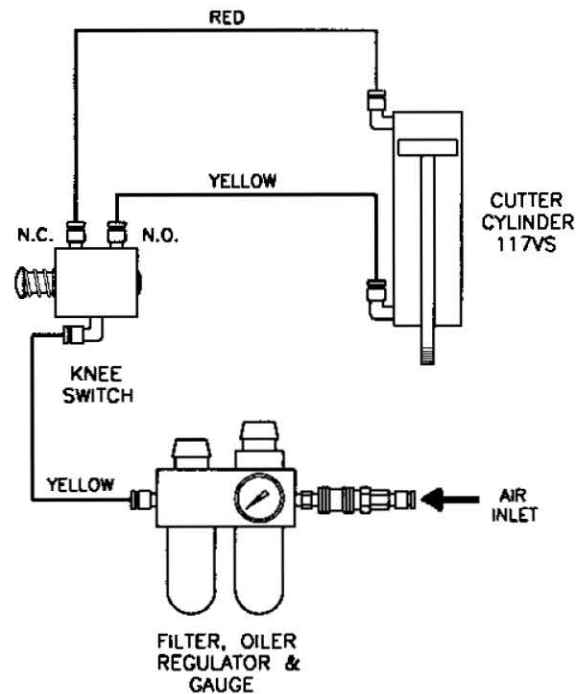 RED
YELLOW
N.C.
N.O.
CUTTER
CYLINDER
117VS
KNEE
SWITCH
YELLOW
AIR
INLET
FILTER, OILER
REGULATOR &
GAUGE